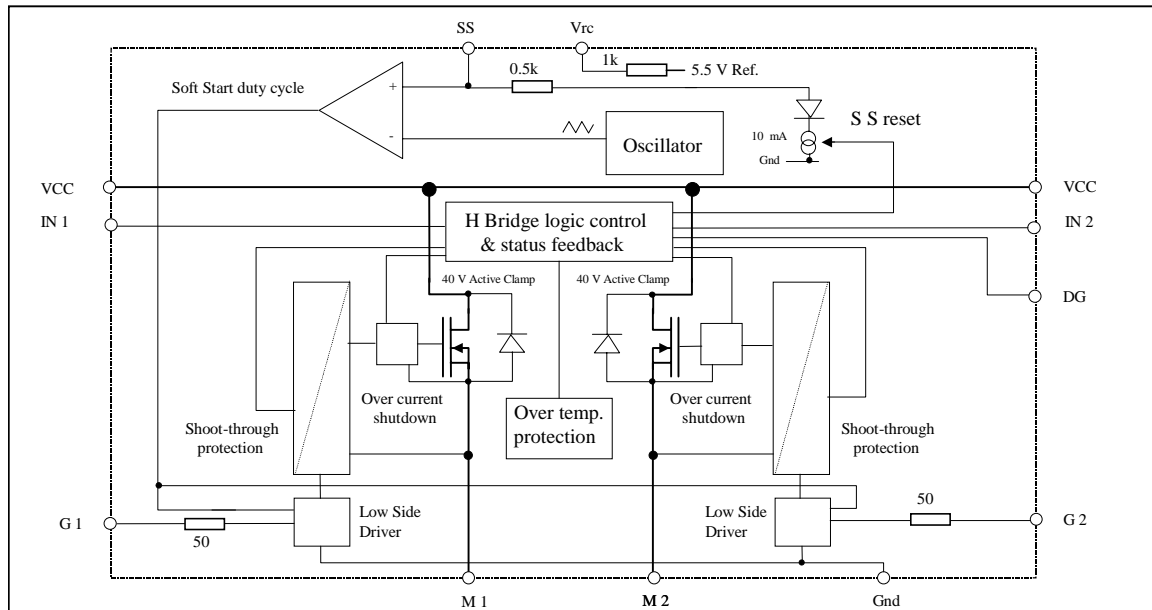 SS
Vrc
1k
5.5 V Ref.
0.5k
Soft Start duty cycle
+
-
Oscillator
S S reset
10 mA
Gnd
VCC
VCC
IN 1
IN 2
H Bridge logic control
& status feedback
40 V Active Clamp
40 V Active Clamp
DG
Over current
shutdown
Over temp.
protection
Over current
shutdown
Shoot-through
protection
Shoot-through
protection
G 1
50
Low Side
Driver
Low Side
Driver
50
G 2
M 1
M 2
Gnd